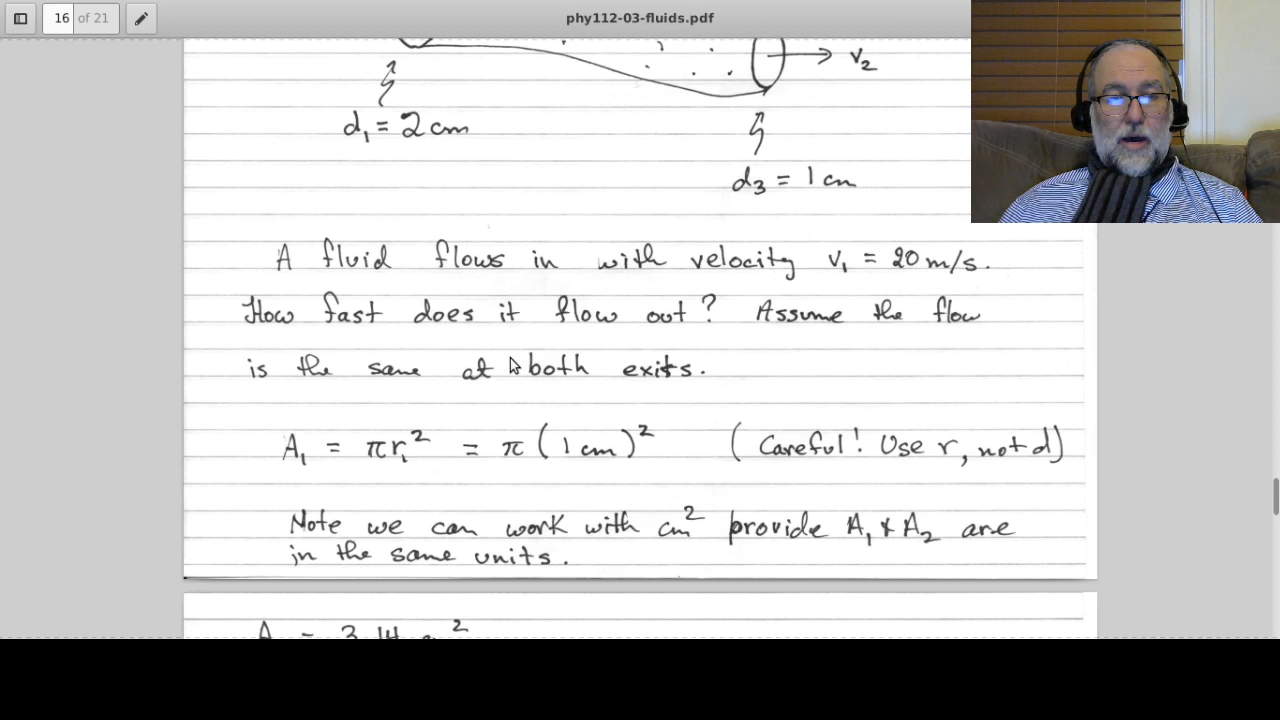 16 of 21
phy112-03-fluids.pdf
v₂
d₁ = 2 cm
d₃ = 1 cm
A fluid flows in with velocity v₁ = 20 m/s.
How fast does it flow out? Assume the flow
is the same at both exits.
A₁ = πr₁² = π (1 cm)² (Careful! Use r, not d)
Note we can work with cm² provide A₁ & A₂ are
in the same units.